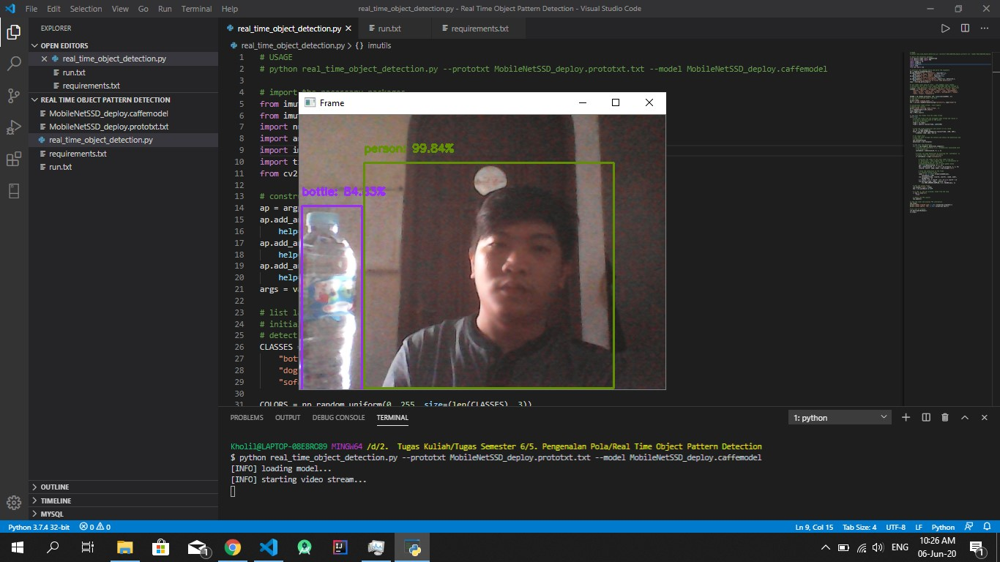 File Edit Selection View Go Run Terminal Help
real_time_object_detection.py - Real Time Object Pattern Detection - Visual Studio Code
EXPLORER
OPEN EDITORS
real_time_object_detection.py
run.txt
requirements.txt
REAL TIME OBJECT PATTERN DETECTION
MobileNetSSD_deploy.caffemodel
MobileNetSSD_deploy.prototxt.txt
real_time_object_detection.py
requirements.txt
run.txt
OUTLINE
TIMELINE
MYSQL
real_time_object_detection.py run.txt requirements.txt
real_time_object_detection.py > {} imutils
1 # USAGE
2 # python real_time_object_detection.py --prototxt MobileNetSSD_deploy.prototxt.txt --model MobileNetSSD_deploy.caffemodel
3
4 # import the necessary package
5 from imu
6 from imu
7 import n
8 import a
9 import i
10 import t
11 from cv2
12
13 # constr
14 ap = arg
15 ap.add_a
16 help
17 ap.add_a
18 help
19 ap.add_a
20 help
21 args = v
22
23 # list l
24 # initia
25 # detect
26 CLASSES =
27 "bot
28 "dog
29 "sof
30
31 COLORS = np.random.uniform(0, 255, size=(len(CLASSES), 3))
Frame
person: 99.84%
bottle: 84.83%
PROBLEMS OUTPUT DEBUG CONSOLE TERMINAL
1: python
Kholil@LAPTOP-08E8RO89 MINGW64 /d/2. Tugas Kuliah/Tugas Semester 6/5. Pengenalan Pola/Real Time Object Pattern Detection
$ python real_time_object_detection.py --prototxt MobileNetSSD_deploy.prototxt.txt --model MobileNetSSD_deploy.caffemodel
[INFO] loading model...
[INFO] starting video stream...
Python 3.7.4 32-bit 0 0
Ln 9, Col 15 Tab Size: 4 UTF-8 LF Python
1
ENG
10:26 AM
06-Jun-20
1